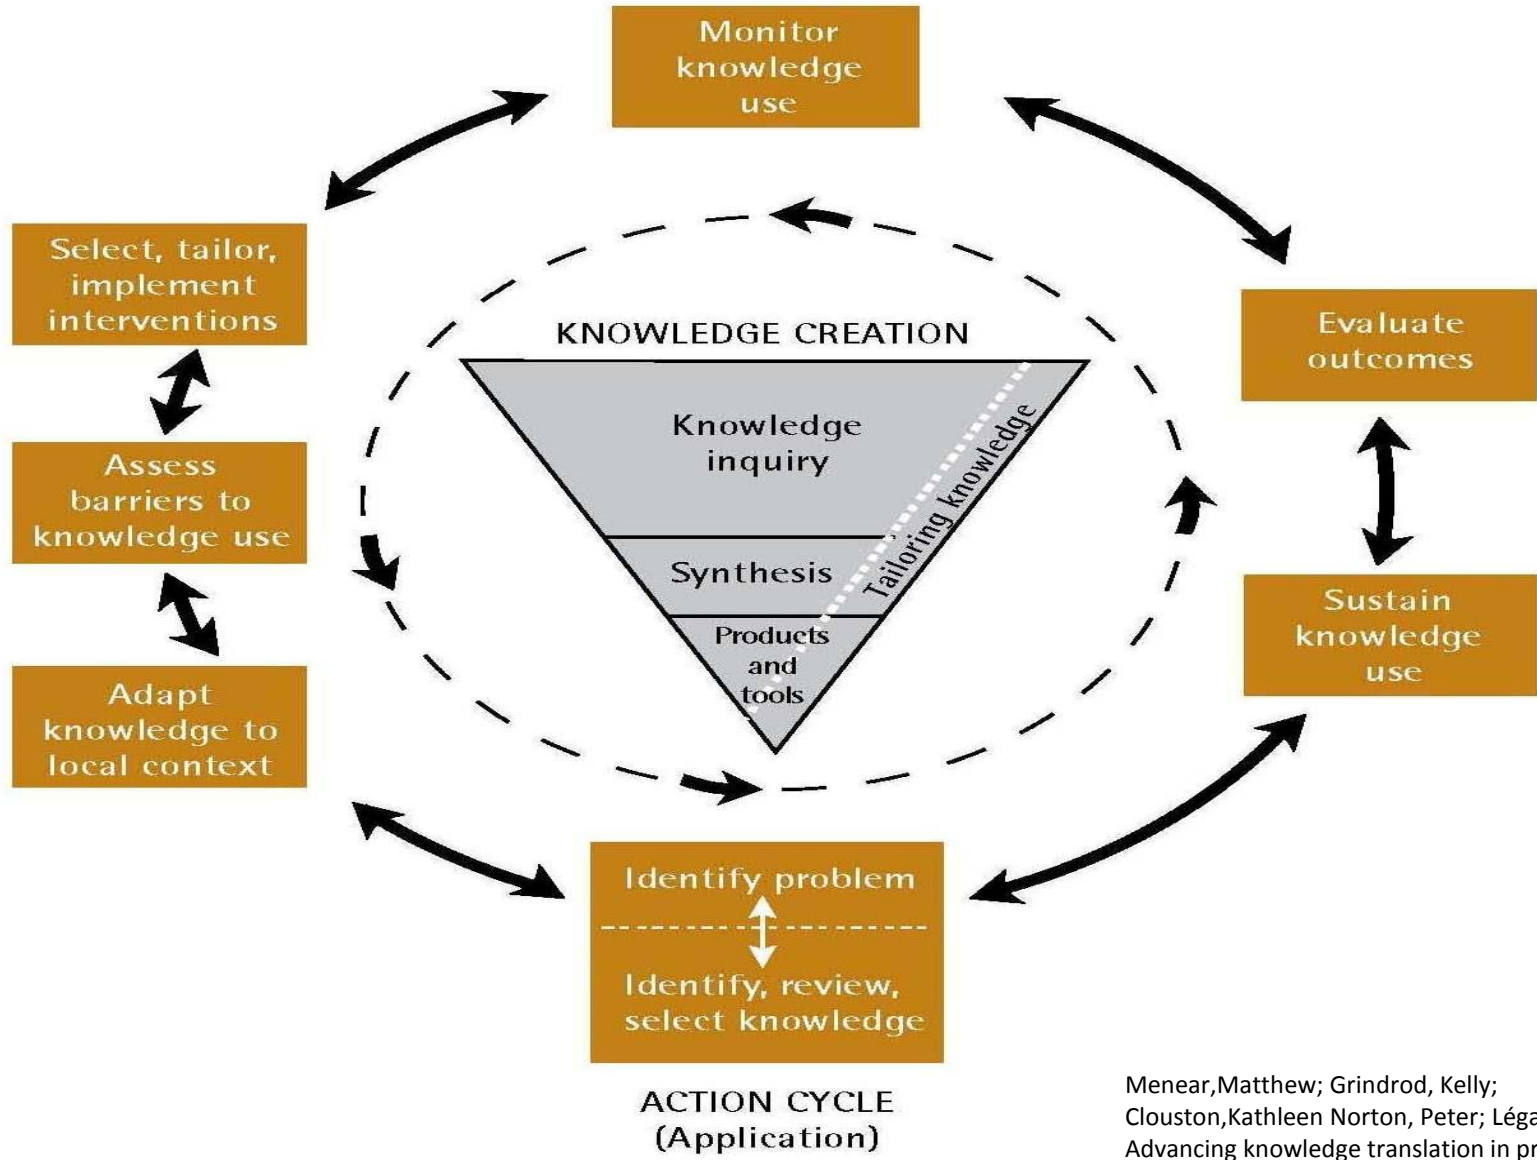 Monitor
knowledge
use
Select, tailor,
implement
interventions
Evaluate
outcomes
KNOWLEDGE CREATION
Knowledge
inquiry
Tailoring knowledge
Synthesis
Products
and
tools
Assess
barriers to
knowledge use
Sustain
knowledge
use
Adapt
knowledge to
local context
Identify problem
Identify, review,
select knowledge
ACTION CYCLE
(Application)
Menear,Matthew; Grindrod, Kelly;
Clouston,Kathleen Norton, Peter; Léga
Advancing knowledge translation in pr